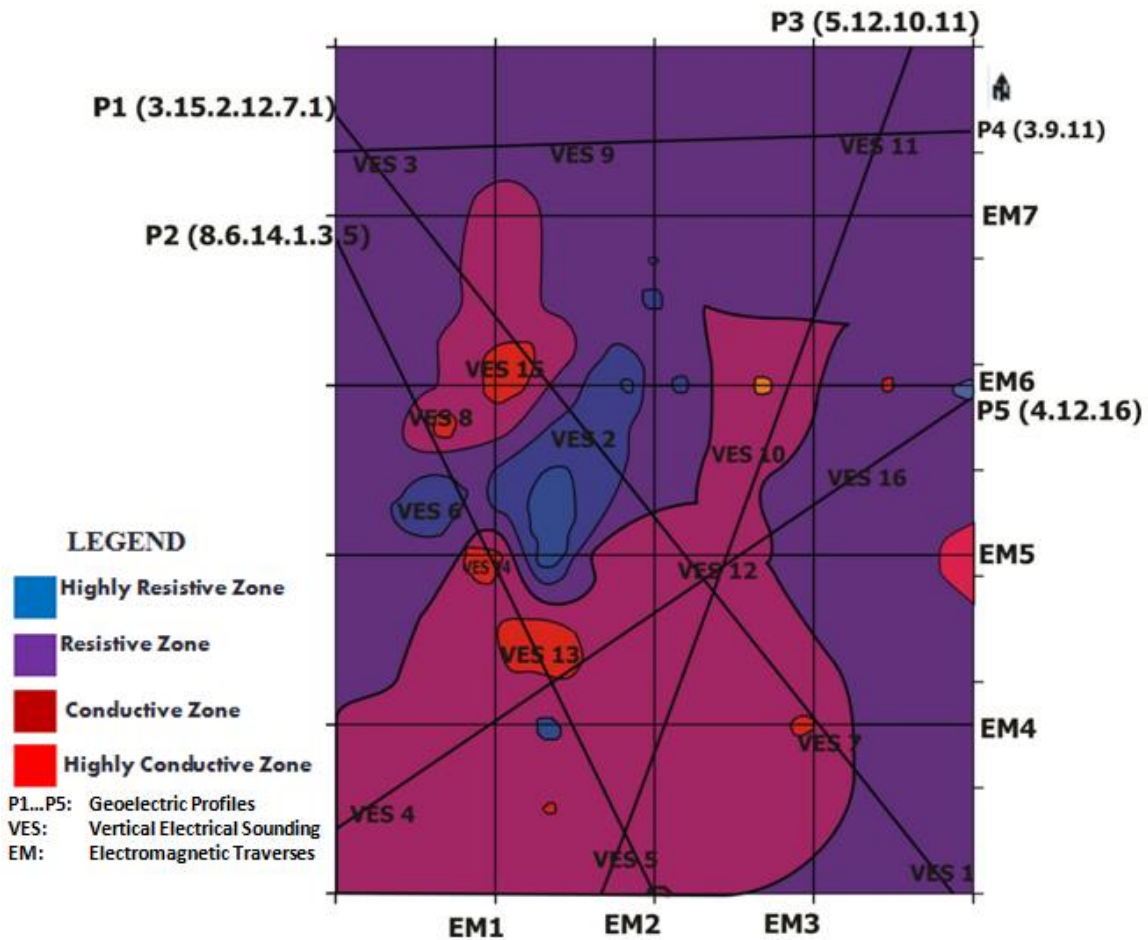 P3 (5.12.10.11)
P1 (3.15.2.12.7.1)
N
P4 (3.9.11)
VES 3
VES 9
VES 11
EM7
P2 (8.6.14.1.3.5)
VES 15
EM6
P5 (4.12.16)
VES 8
VES 2
VES 10
VES 16
VES 6
EM5
VES 14
VES 12
VES 13
EM4
VES 7
VES 4
VES 5
VES 1
EM1
EM2
EM3
LEGEND
Highly Resistive Zone
Resistive Zone
Conductive Zone
Highly Conductive Zone
P1...P5: Geoelectric Profiles
VES: Vertical Electrical Sounding
EM: Electromagnetic Traverses